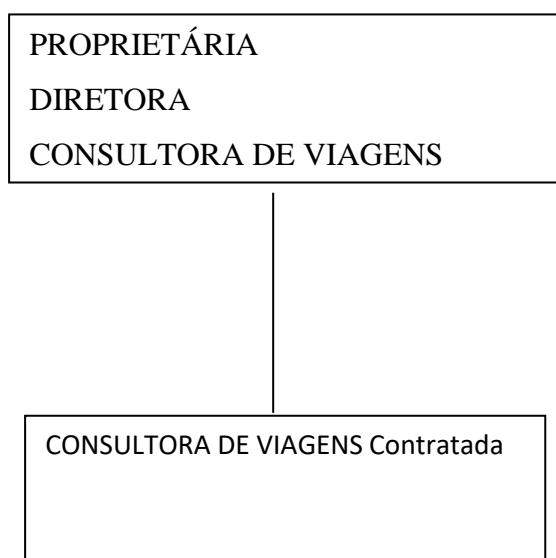 PROPRIETÁRIA
DIRETORA
CONSULTORA DE VIAGENS
CONSULTORA DE VIAGENS Contratada